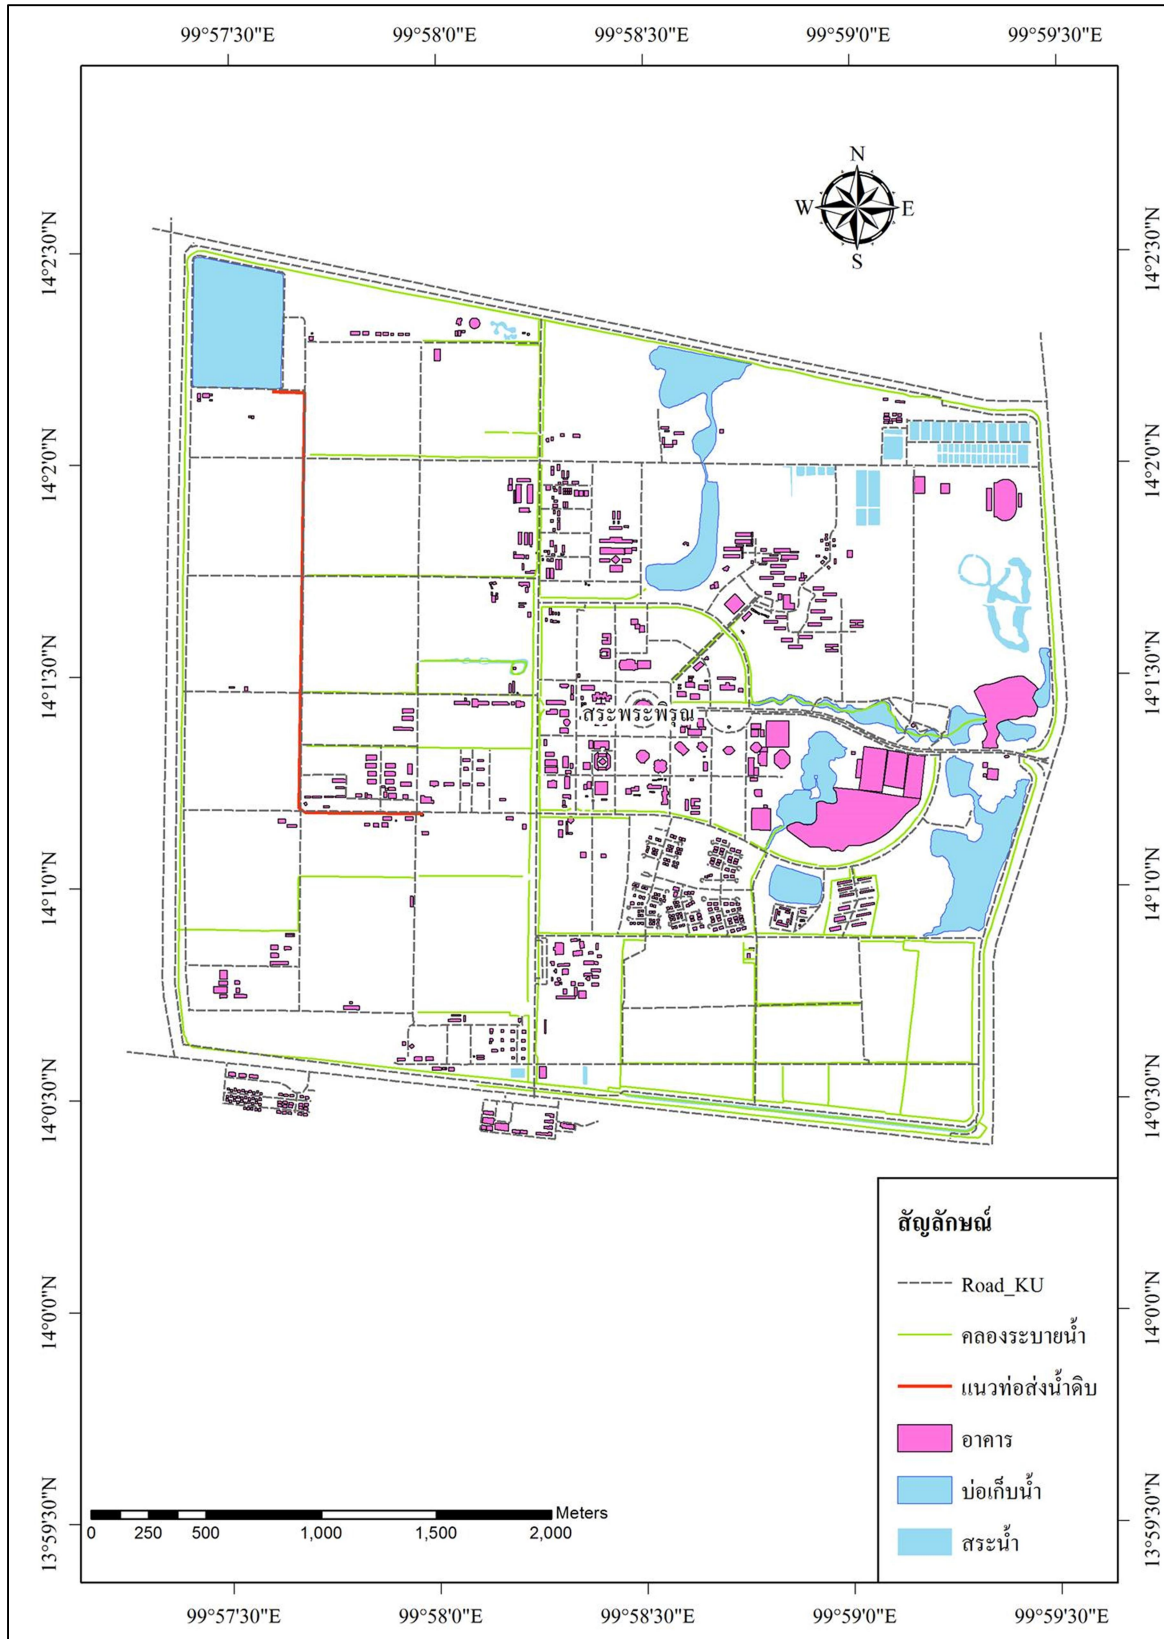 99°57'30"E 99°58'0"E 99°58'30"E 99°59'0"E 99°59'30"E
N
W E
S
14°2'30"N 14°2'30"N
14°2'0"N 14°2'0"N
14°1'30"N 14°1'30"N
สระพระพิรุณ
14°1'0"N 14°1'0"N
14°0'30"N 14°0'30"N
สัญลักษณ์
Road_KU
คลองระบายน้ำ
แนวท่อส่งน้ำดิบ
อาคาร
บ่อเก็บน้ำ
สระน้ำ
14°0'0"N 14°0'0"N
13°59'30"N 13°59'30"N
Meters
0 250 500 1,000 1,500 2,000
99°57'30"E 99°58'0"E 99°58'30"E 99°59'0"E 99°59'30"E